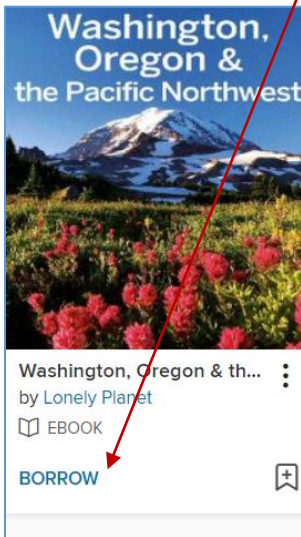 Washington,
Oregon &
the Pacific Northwest
Washington, Oregon & th...
by Lonely Planet
EBOOK
BORROW